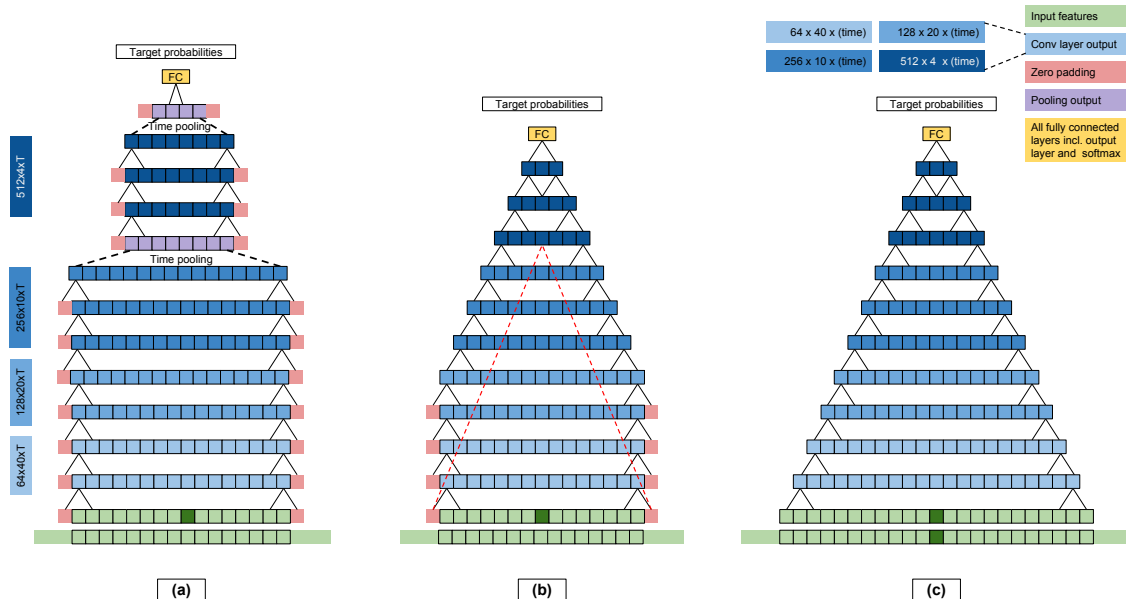 64 x 40 x (time)
128 x 20 x (time)
256 x 10 x (time)
512 x 4 x (time)
Input features
Conv layer output
Zero padding
Pooling output
All fully connected
layers incl. output
layer and softmax
Target probabilities
FC
Time pooling
Time pooling
512x4xT
256x10xT
128x20xT
64x40xT
(a)
Target probabilities
FC
(b)
Target probabilities
FC
(c)